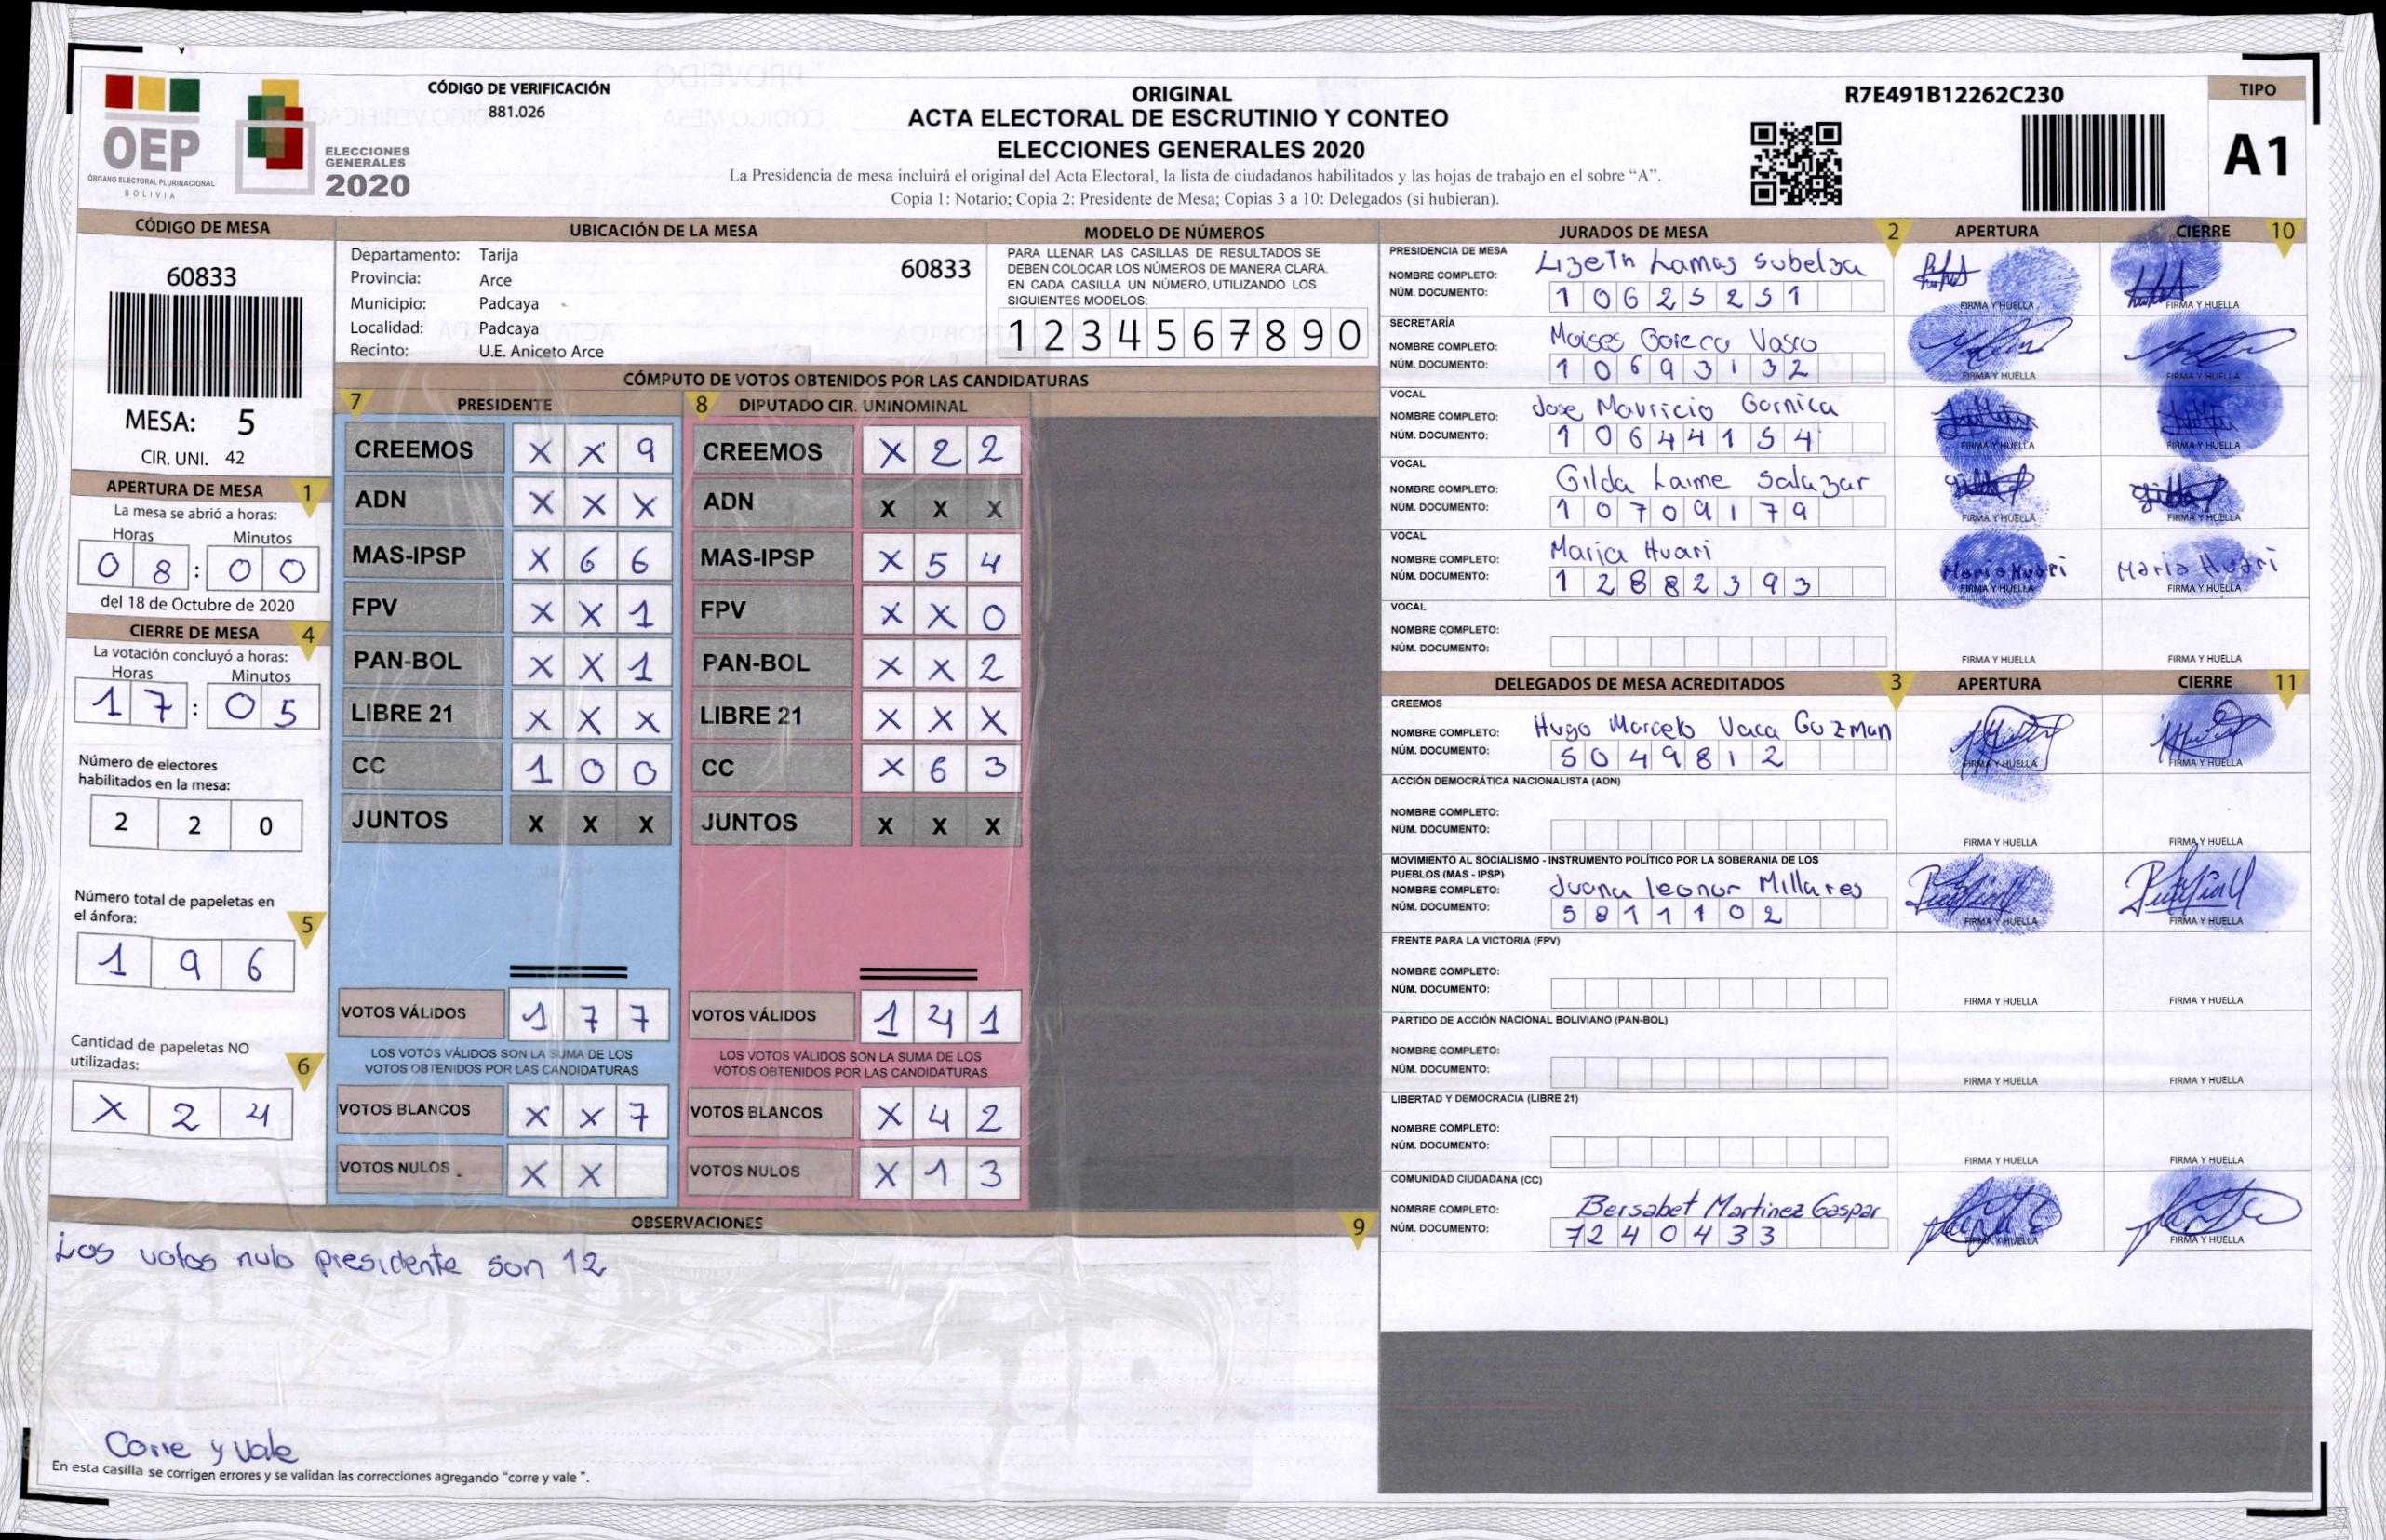 OEP
ÓRGANO ELECTORAL PLURINACIONAL
BOLIVIA
ELECCIONES
GENERALES
2020
CÓDIGO DE VERIFICACIÓN
881.026
ORIGINAL
ACTA ELECTORAL DE ESCRUTINIO Y CONTEO
ELECCIONES GENERALES 2020
La Presidencia de mesa incluirá el original del Acta Electoral, la lista de ciudadanos habilitados y las hojas de trabajo en el sobre “A”.
Copia 1: Notario; Copia 2: Presidente de Mesa; Copias 3 a 10: Delegados (si hubieran).
R7E491B12262C230
TIPO
A1
CÓDIGO DE MESA
60833
MESA: 5
CIR. UNI. 42
APERTURA DE MESA 1
La mesa se abrió a horas:
Horas Minutos
0 8 : 0 0
del 18 de Octubre de 2020
CIERRE DE MESA 4
La votación concluyó a horas:
Horas Minutos
1 7 : 0 5
Número de electores
habilitados en la mesa:
2 2 0
Número total de papeletas en
el ánfora: 5
1 9 6
Cantidad de papeletas NO
utilizadas: 6
X 2 4
UBICACIÓN DE LA MESA
Departamento: Tarija
60833
Provincia: Arce
Municipio: Padcaya
Localidad: Padcaya
Recinto: U.E. Aniceto Arce
MODELO DE NÚMEROS
PARA LLENAR LAS CASILLAS DE RESULTADOS SE
DEBEN COLOCAR LOS NÚMEROS DE MANERA CLARA.
EN CADA CASILLA UN NÚMERO, UTILIZANDO LOS
SIGUIENTES MODELOS:
1 2 3 4 5 6 7 8 9 0
CÓMPUTO DE VOTOS OBTENIDOS POR LAS CANDIDATURAS
7 PRESIDENTE
CREEMOS X X 9
ADN X X X
MAS-IPSP X 6 6
FPV X X 1
PAN-BOL X X 1
LIBRE 21 X X X
CC 1 0 0
JUNTOS X X X
VOTOS VÁLIDOS 1 7 7
LOS VOTOS VÁLIDOS SON LA SUMA DE LOS
VOTOS OBTENIDOS POR LAS CANDIDATURAS
VOTOS BLANCOS X X 7
VOTOS NULOS X X
8 DIPUTADO CIR. UNINOMINAL
CREEMOS X 2 2
ADN X X X
MAS-IPSP X 5 4
FPV X X 0
PAN-BOL X X 2
LIBRE 21 X X X
CC X 6 3
JUNTOS X X X
VOTOS VÁLIDOS 1 4 1
LOS VOTOS VÁLIDOS SON LA SUMA DE LOS
VOTOS OBTENIDOS POR LAS CANDIDATURAS
VOTOS BLANCOS X 4 2
VOTOS NULOS X 1 3
OBSERVACIONES 9
Los votos nulo presidente son 12
Corre y vale
En esta casilla se corrigen errores y se validan las correcciones agregando “corre y vale ”.
JURADOS DE MESA 2 APERTURA CIERRE 10
PRESIDENCIA DE MESA
NOMBRE COMPLETO: Lizeth Lamas Subelza
NÚM. DOCUMENTO: 1 0 6 2 5 2 5 1
FIRMA Y HUELLA FIRMA Y HUELLA
SECRETARÍA
NOMBRE COMPLETO: Moises Gareca Vasco
NÚM. DOCUMENTO: 1 0 6 9 3 1 3 2
FIRMA Y HUELLA FIRMA Y HUELLA
VOCAL
NOMBRE COMPLETO: Jose Mauricio Garnica
NÚM. DOCUMENTO: 1 0 6 4 4 1 5 4
FIRMA Y HUELLA FIRMA Y HUELLA
VOCAL
NOMBRE COMPLETO: Gilda Laime Salazar
NÚM. DOCUMENTO: 1 0 7 0 9 1 7 9
FIRMA Y HUELLA FIRMA Y HUELLA
VOCAL
NOMBRE COMPLETO: Maria Huari
NÚM. DOCUMENTO: 1 2 8 8 2 3 9 3
Maria Huari Maria Huari
FIRMA Y HUELLA FIRMA Y HUELLA
VOCAL
NOMBRE COMPLETO:
NÚM. DOCUMENTO:
FIRMA Y HUELLA FIRMA Y HUELLA
DELEGADOS DE MESA ACREDITADOS 3 APERTURA CIERRE 11
CREEMOS
NOMBRE COMPLETO: Hugo Marcelo Vaca Guzman
NÚM. DOCUMENTO: 5 0 4 9 8 1 2
FIRMA Y HUELLA FIRMA Y HUELLA
ACCIÓN DEMOCRÁTICA NACIONALISTA (ADN)
NOMBRE COMPLETO:
NÚM. DOCUMENTO:
FIRMA Y HUELLA FIRMA Y HUELLA
MOVIMIENTO AL SOCIALISMO - INSTRUMENTO POLÍTICO POR LA SOBERANIA DE LOS
PUEBLOS (MAS - IPSP)
NOMBRE COMPLETO: Juana leonor Millares
NÚM. DOCUMENTO: 5 8 1 1 1 0 2
FIRMA Y HUELLA FIRMA Y HUELLA
FRENTE PARA LA VICTORIA (FPV)
NOMBRE COMPLETO:
NÚM. DOCUMENTO:
FIRMA Y HUELLA FIRMA Y HUELLA
PARTIDO DE ACCIÓN NACIONAL BOLIVIANO (PAN-BOL)
NOMBRE COMPLETO:
NÚM. DOCUMENTO:
FIRMA Y HUELLA FIRMA Y HUELLA
LIBERTAD Y DEMOCRACIA (LIBRE 21)
NOMBRE COMPLETO:
NÚM. DOCUMENTO:
FIRMA Y HUELLA FIRMA Y HUELLA
COMUNIDAD CIUDADANA (CC)
NOMBRE COMPLETO: Bersabet Martinez Gaspar
NÚM. DOCUMENTO: 7 2 4 0 4 3 3
FIRMA Y HUELLA FIRMA Y HUELLA